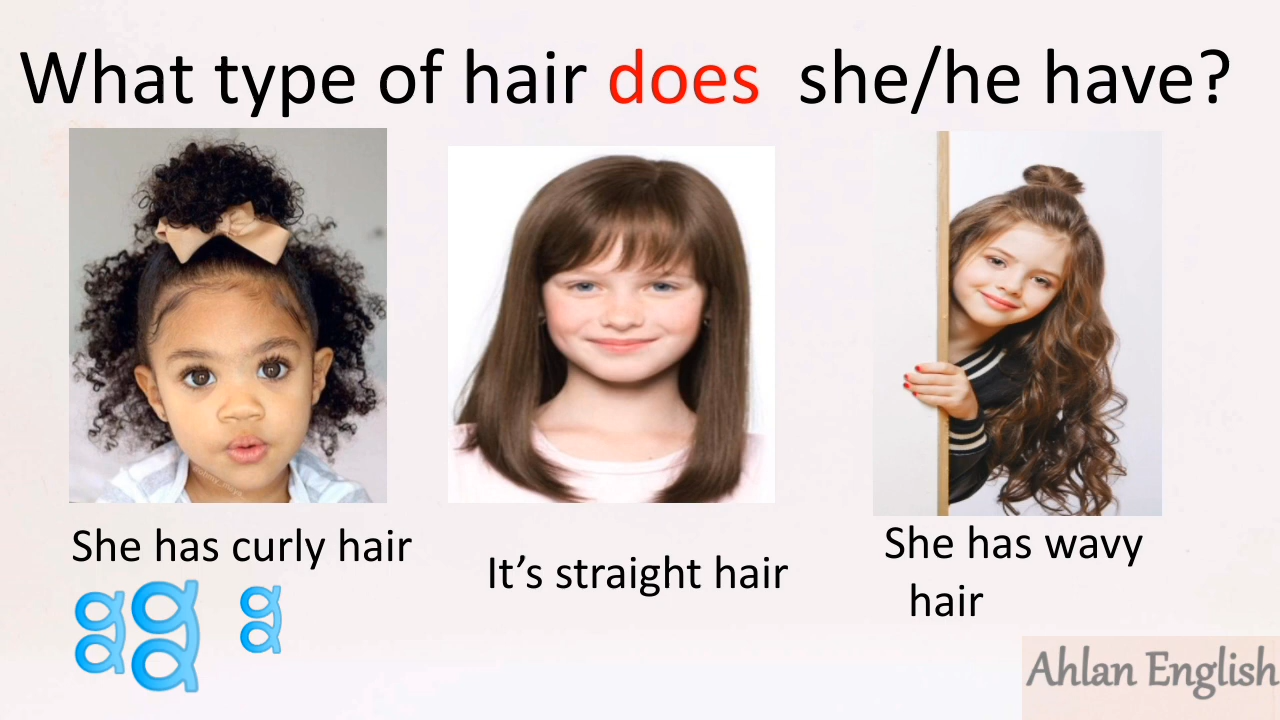 What type of hair does she/he have?
She has curly hair
It’s straight hair
She has wavy
hair
Ahlan English